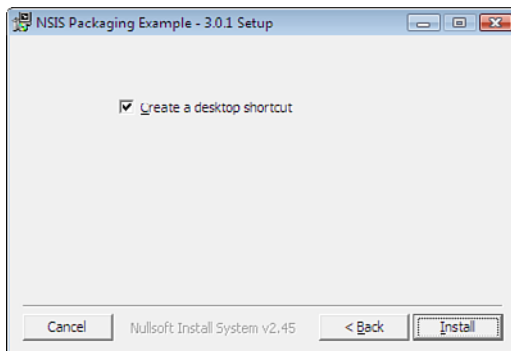 NSIS Packaging Example - 3.0.1 Setup
Create a desktop shortcut
Cancel
Nullsoft Install System v2.45
< Back
Install